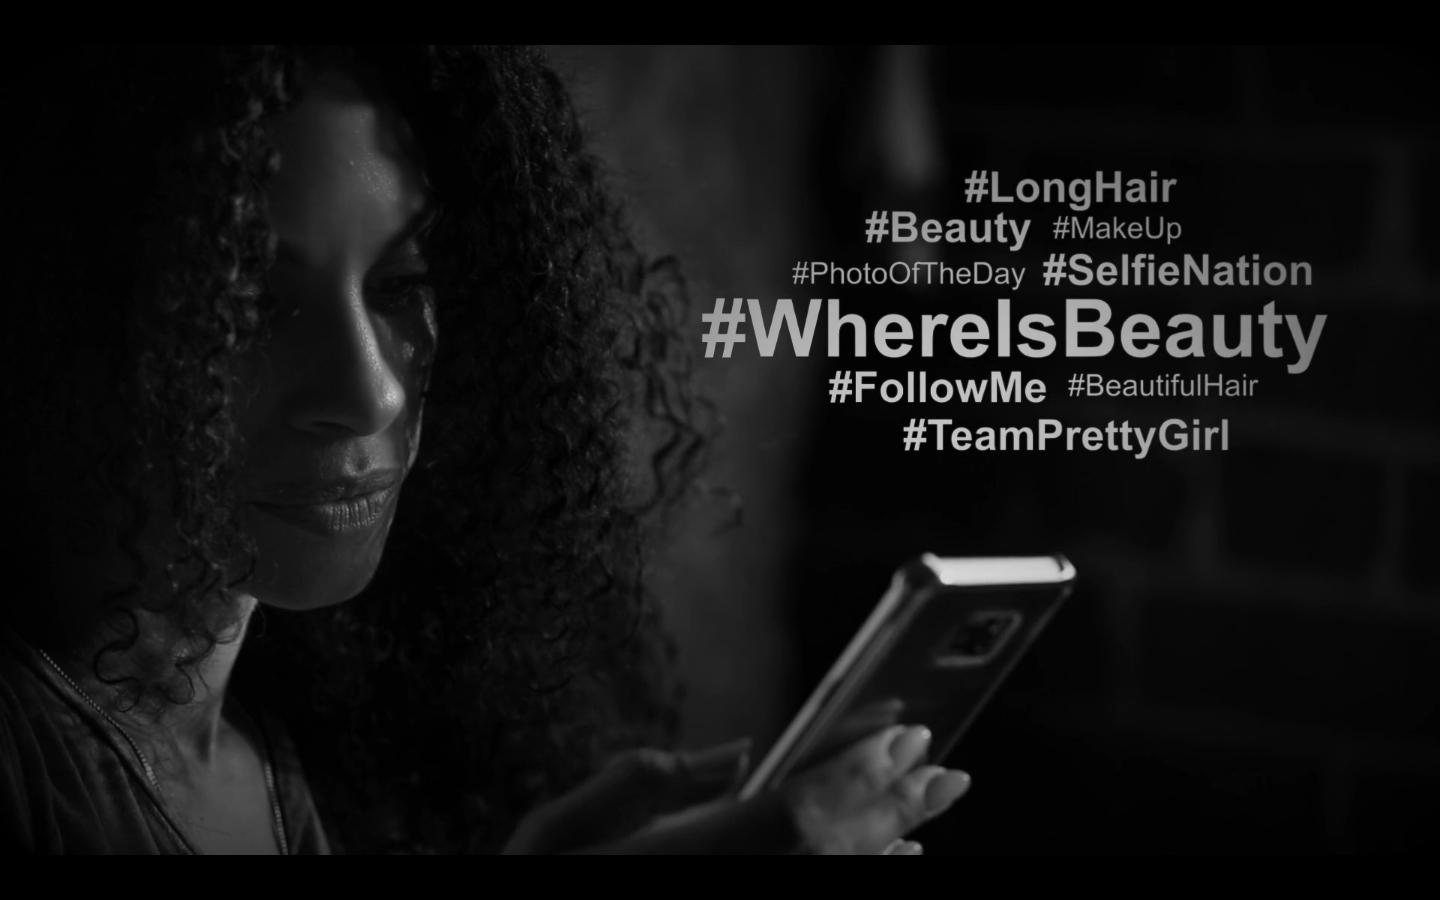 #LongHair
#Beauty #MakeUp
#PhotoOfTheDay #SelfieNation
#WhereIsBeauty
#FollowMe #BeautifulHair
#TeamPrettyGirl